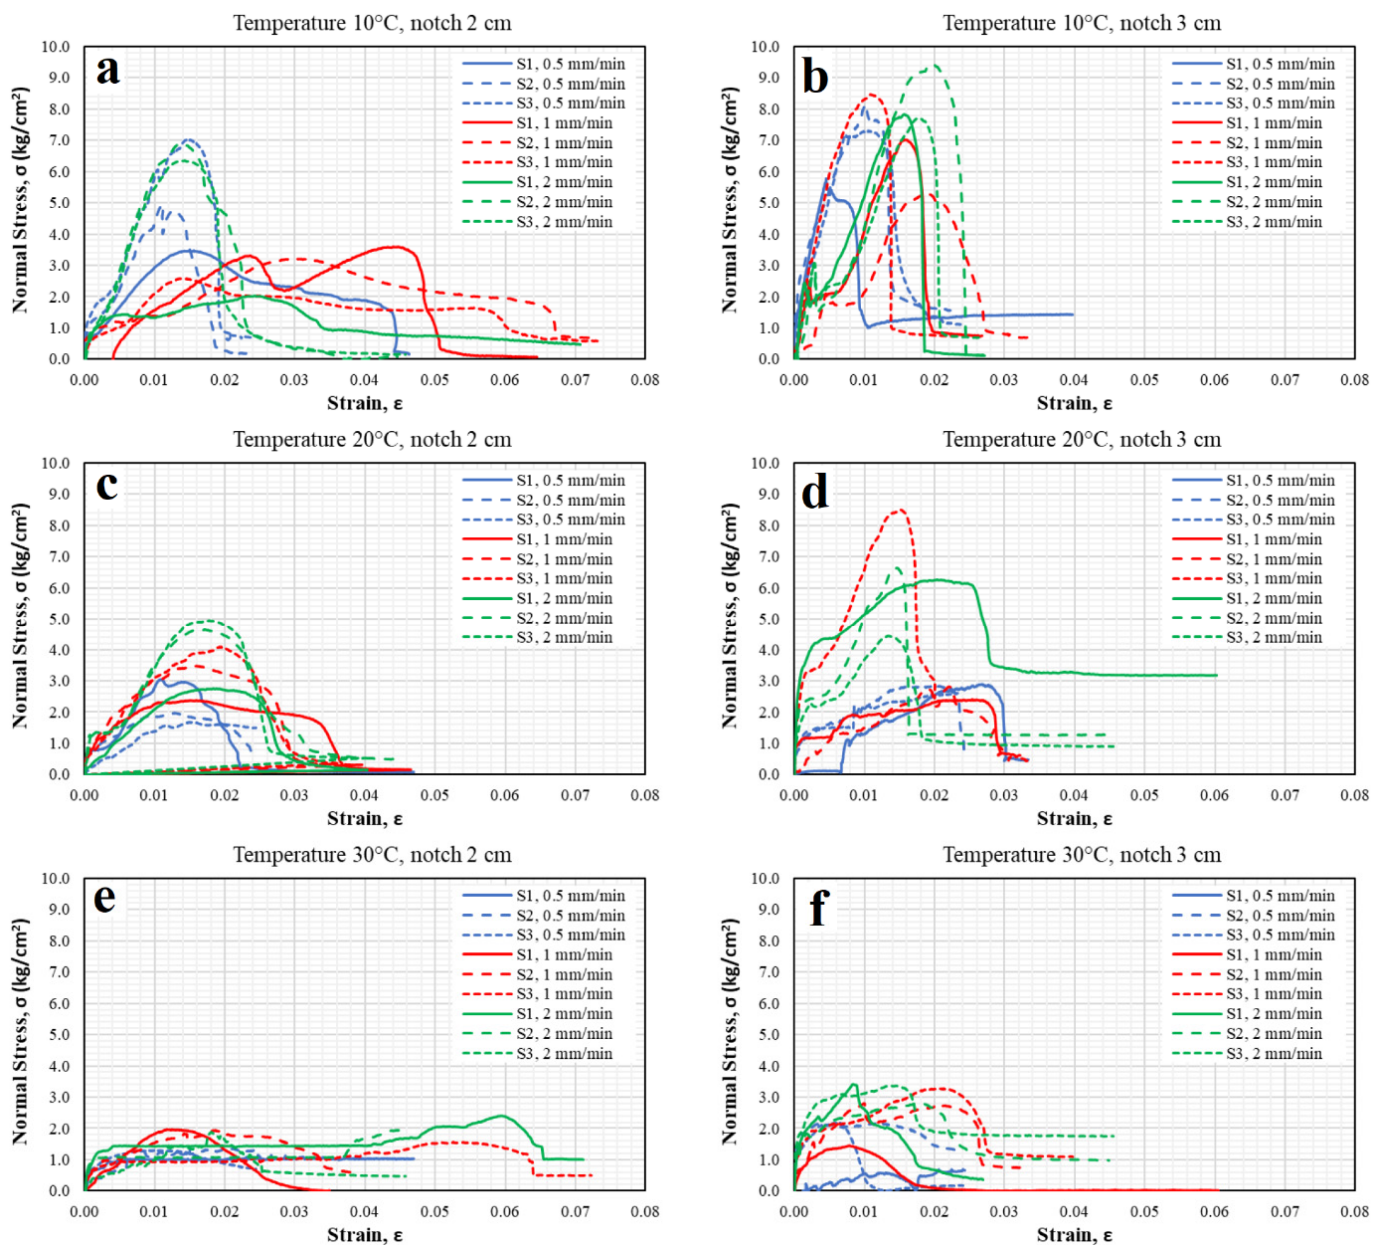 Temperature 10°C, notch 2 cm
a
Normal Stress, σ (kg/cm²)
10.0
9.0
8.0
7.0
6.0
5.0
4.0
3.0
2.0
1.0
0.0
S1, 0.5 mm/min
S2, 0.5 mm/min
S3, 0.5 mm/min
S1, 1 mm/min
S2, 1 mm/min
S3, 1 mm/min
S1, 2 mm/min
S2, 2 mm/min
S3, 2 mm/min
0.00 0.01 0.02 0.03 0.04 0.05 0.06 0.07 0.08
Strain, ε
Temperature 10°C, notch 3 cm
b
Normal Stress, σ (kg/cm²)
10.0
9.0
8.0
7.0
6.0
5.0
4.0
3.0
2.0
1.0
0.0
S1, 0.5 mm/min
S2, 0.5 mm/min
S3, 0.5 mm/min
S1, 1 mm/min
S2, 1 mm/min
S3, 1 mm/min
S1, 2 mm/min
S2, 2 mm/min
S3, 2 mm/min
0.00 0.01 0.02 0.03 0.04 0.05 0.06 0.07 0.08
Strain, ε
Temperature 20°C, notch 2 cm
c
Normal Stress, σ (kg/cm²)
10.0
9.0
8.0
7.0
6.0
5.0
4.0
3.0
2.0
1.0
0.0
S1, 0.5 mm/min
S2, 0.5 mm/min
S3, 0.5 mm/min
S1, 1 mm/min
S2, 1 mm/min
S3, 1 mm/min
S1, 2 mm/min
S2, 2 mm/min
S3, 2 mm/min
0.00 0.01 0.02 0.03 0.04 0.05 0.06 0.07 0.08
Strain, ε
Temperature 20°C, notch 3 cm
d
Normal Stress, σ (kg/cm²)
10.0
9.0
8.0
7.0
6.0
5.0
4.0
3.0
2.0
1.0
0.0
S1, 0.5 mm/min
S2, 0.5 mm/min
S3, 0.5 mm/min
S1, 1 mm/min
S2, 1 mm/min
S3, 1 mm/min
S1, 2 mm/min
S2, 2 mm/min
S3, 2 mm/min
0.00 0.01 0.02 0.03 0.04 0.05 0.06 0.07 0.08
Strain, ε
Temperature 30°C, notch 2 cm
e
Normal Stress, σ (kg/cm²)
10.0
9.0
8.0
7.0
6.0
5.0
4.0
3.0
2.0
1.0
0.0
S1, 0.5 mm/min
S2, 0.5 mm/min
S3, 0.5 mm/min
S1, 1 mm/min
S2, 1 mm/min
S3, 1 mm/min
S1, 2 mm/min
S2, 2 mm/min
S3, 2 mm/min
0.00 0.01 0.02 0.03 0.04 0.05 0.06 0.07 0.08
Strain, ε
Temperature 30°C, notch 3 cm
f
Normal Stress, σ (kg/cm²)
10.0
9.0
8.0
7.0
6.0
5.0
4.0
3.0
2.0
1.0
0.0
S1, 0.5 mm/min
S2, 0.5 mm/min
S3, 0.5 mm/min
S1, 1 mm/min
S2, 1 mm/min
S3, 1 mm/min
S1, 2 mm/min
S2, 2 mm/min
S3, 2 mm/min
0.00 0.01 0.02 0.03 0.04 0.05 0.06 0.07 0.08
Strain, ε